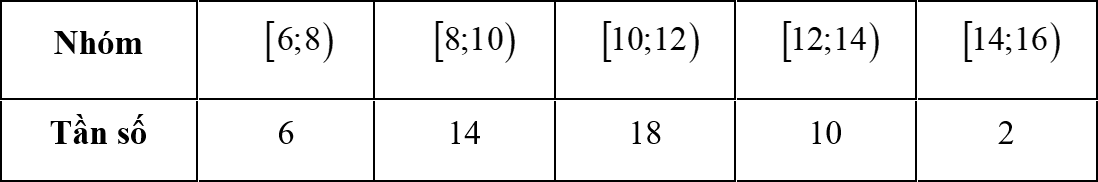 Nhóm [6;8) [8;10) [10;12) [12;14) [14;16)
Tần số 6 14 18 10 2